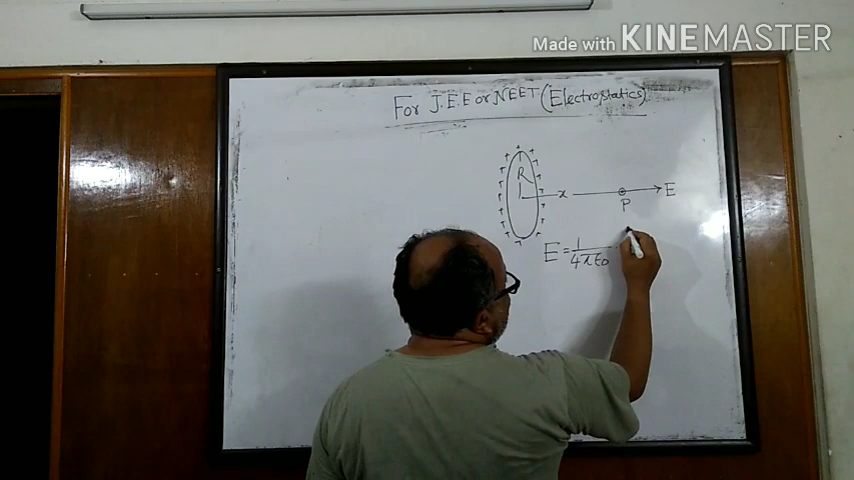 Made with KINEMASTER
For J.E.E or NEET (Electrostatics)
R
x
E
P
E = 1/4πε0